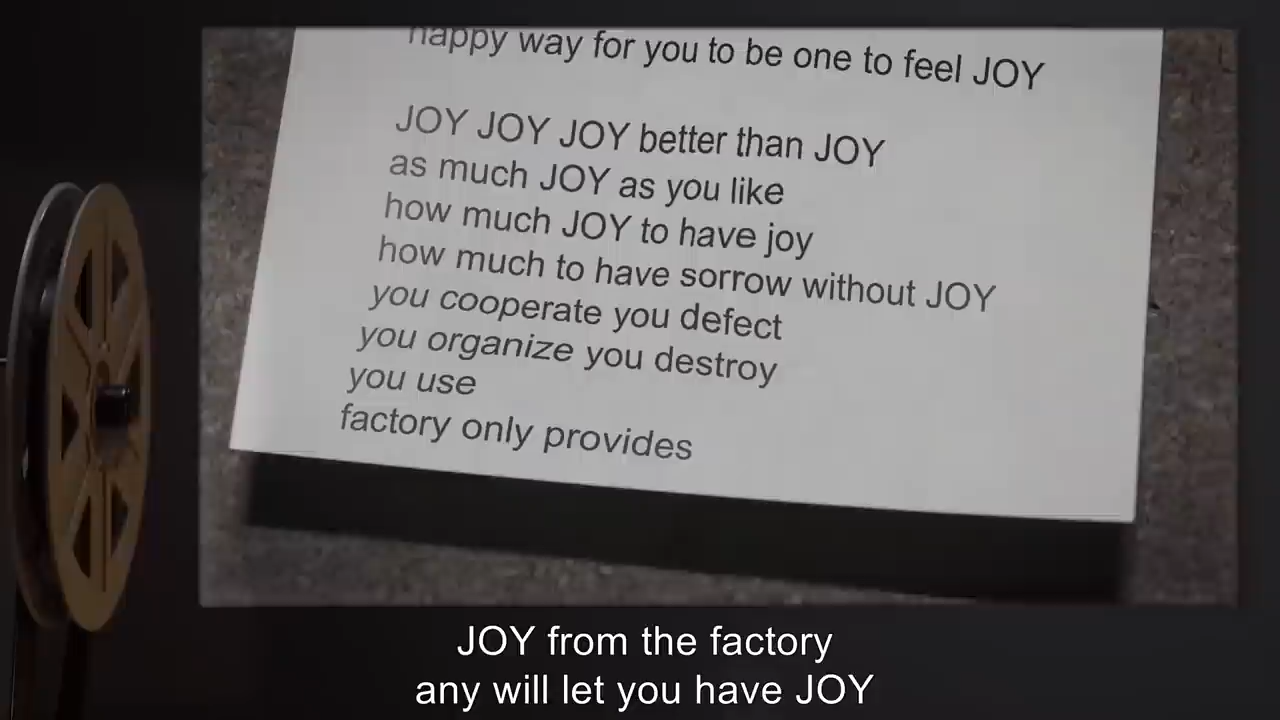 happy way for you to be one to feel JOY
JOY JOY JOY better than JOY
as much JOY as you like
how much JOY to have joy
how much to have sorrow without JOY
you cooperate you defect
you organize you destroy
you use
factory only provides
JOY from the factory
any will let you have JOY